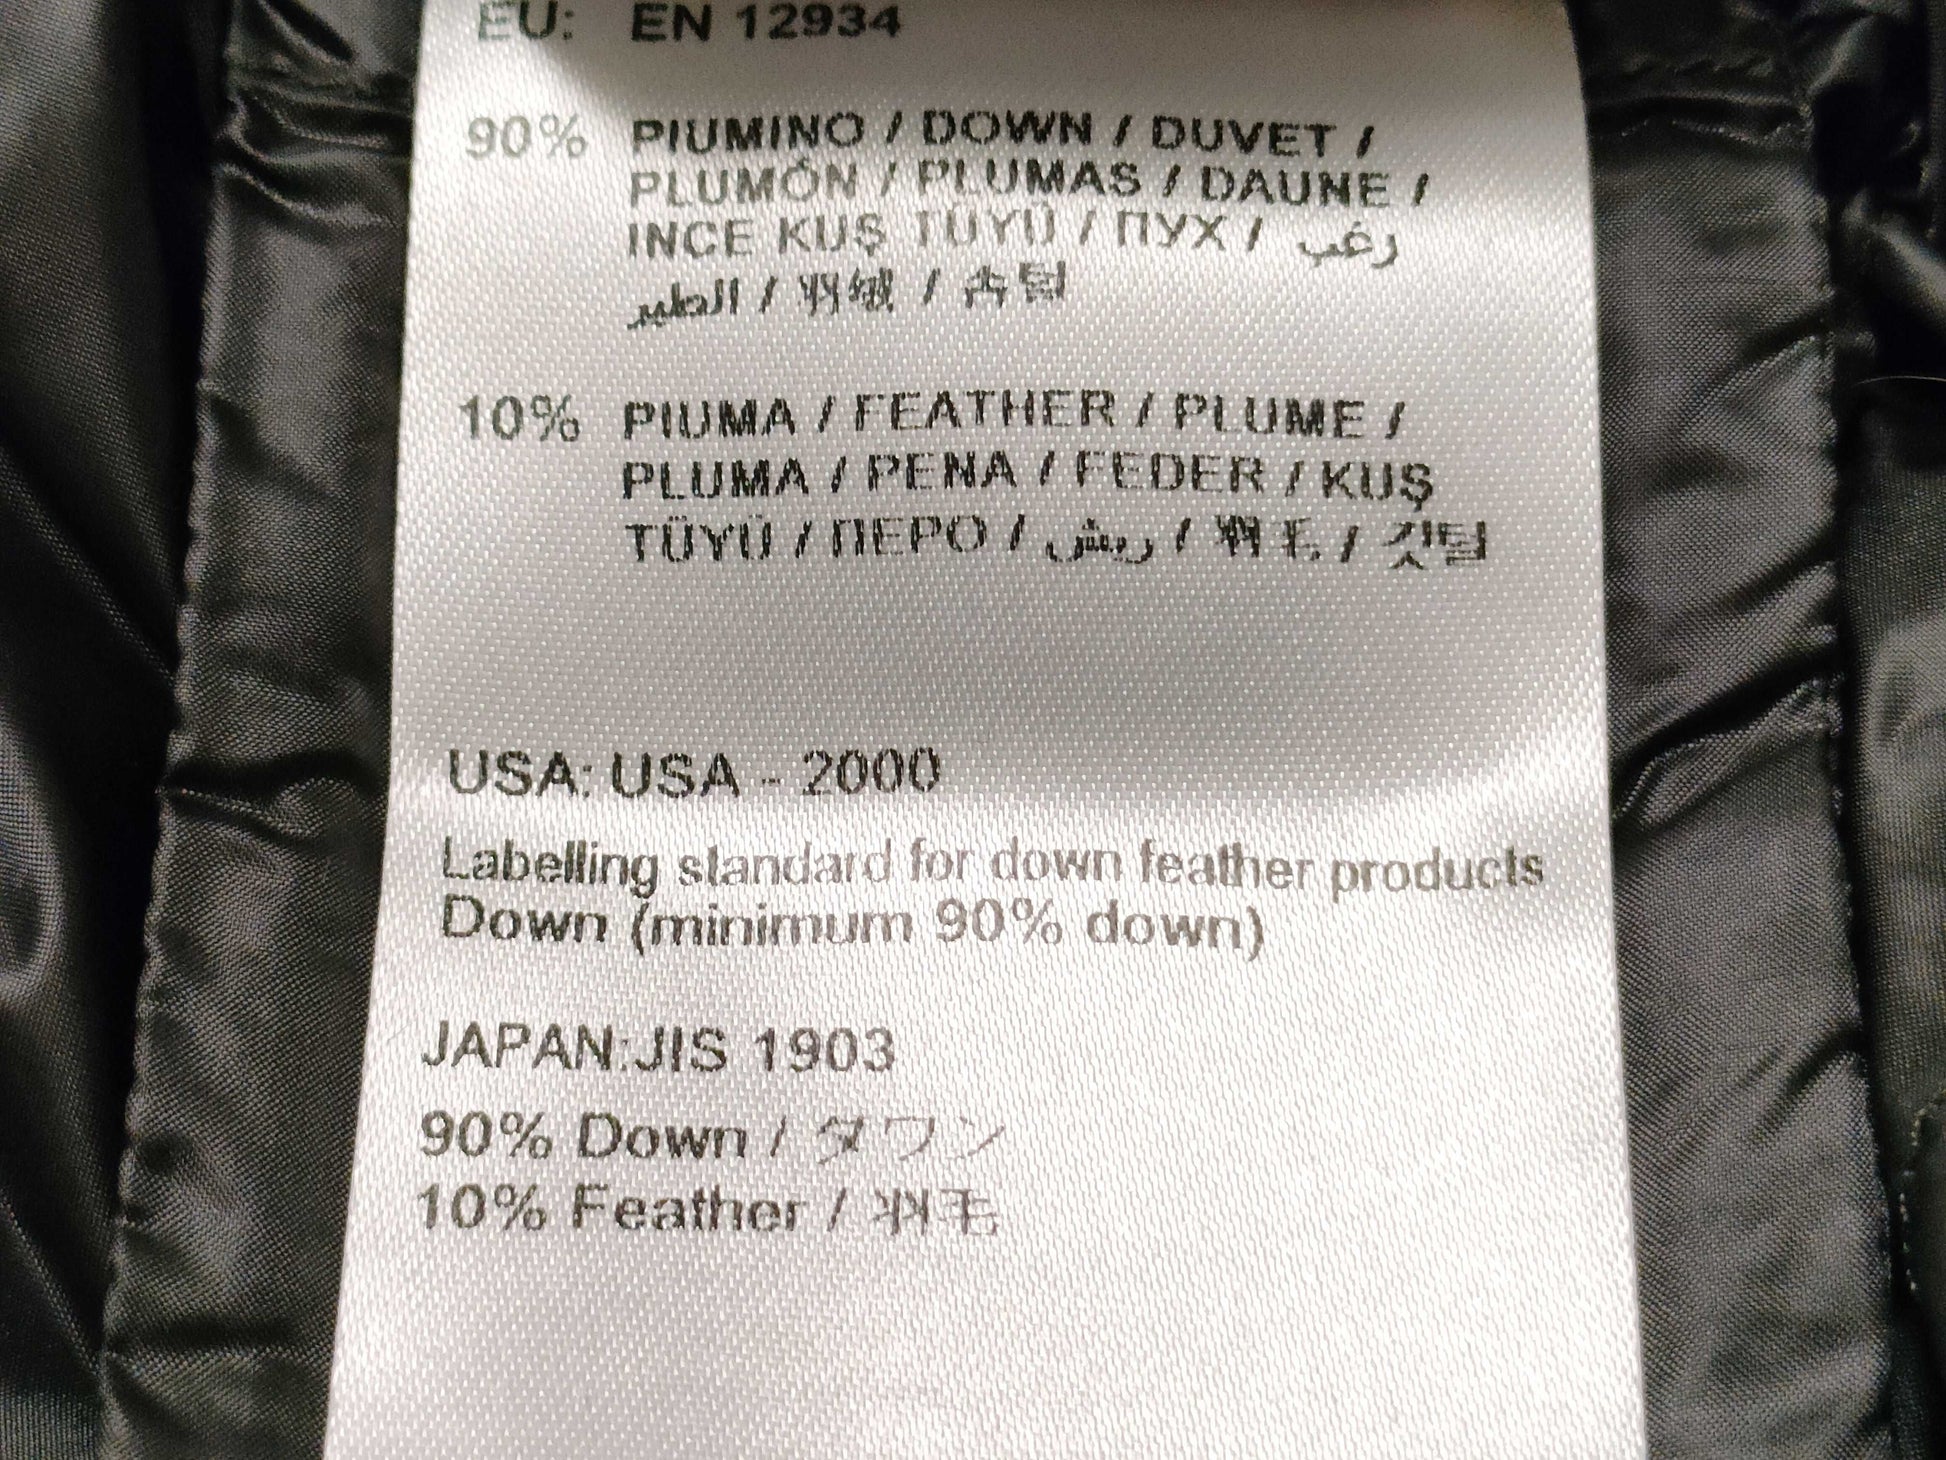 EU: EN 12934
90% PIUMINO / DOWN / DUVET /
PLUMÓN / PLUMAS / DAUNE /
INCE KUŞ TÜYÜ / ПУХ / زغب
الطير / 羽绒 / 솜털
10% PIUMA / FEATHER / PLUME /
PLUMA / PENA / FEDER / KUŞ
TÜYÜ / ПЕРО / ريش / 羽毛 / 깃털
USA: USA - 2000
Labelling standard for down feather products
Down (minimum 90% down)
JAPAN:JIS 1903
90% Down / ダウン
10% Feather / 羽毛